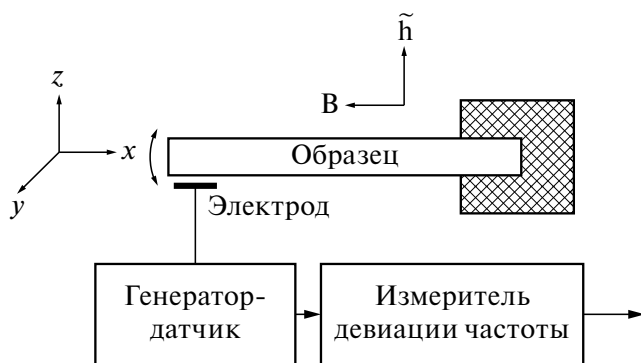 h̃
z
B
x
Образец
y
Электрод
Генератор-
датчик
Измеритель
девиации частоты